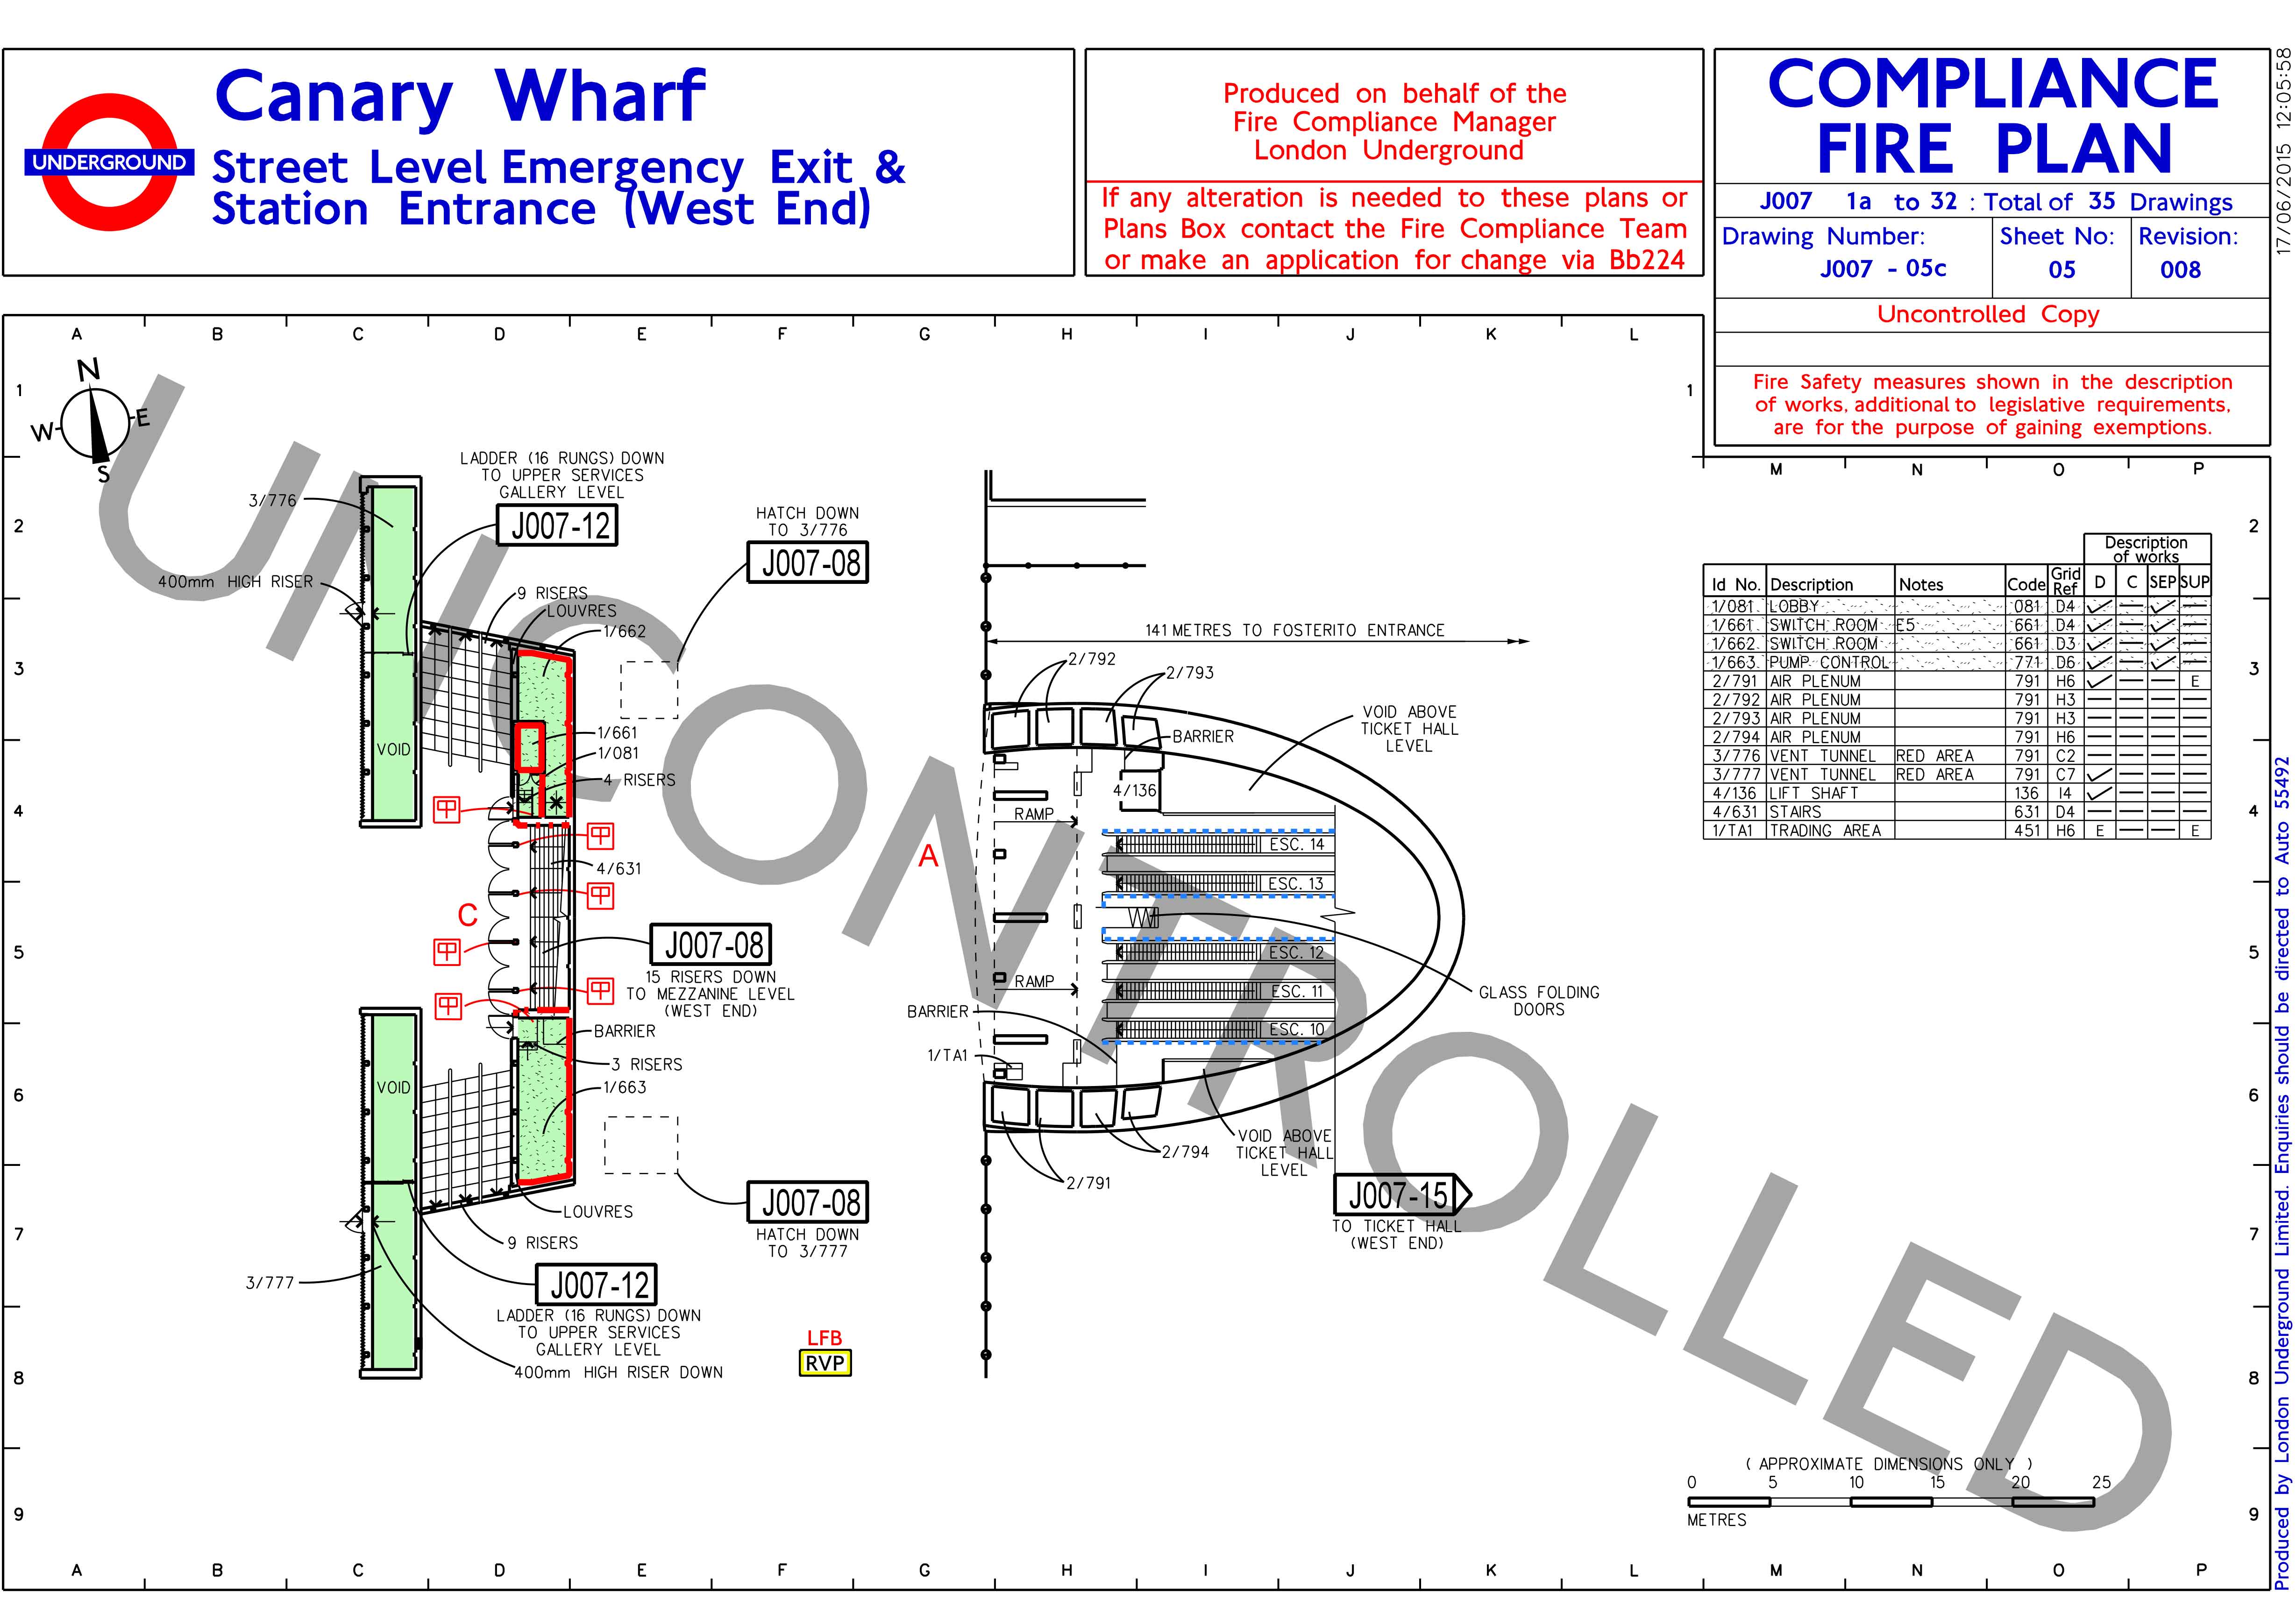 UNDERGROUND
Canary Wharf
Street Level Emergency Exit &
Station Entrance (West End)
Produced on behalf of the
Fire Compliance Manager
London Underground
If any alteration is needed to these plans or
Plans Box contact the Fire Compliance Team
or make an application for change via Bb224
COMPLIANCE
FIRE PLAN
J007 1a to 32 : Total of 35 Drawings
Drawing Number: Sheet No: Revision:
J007 - 05c 05 008
Uncontrolled Copy
Fire Safety measures shown in the description
of works, additional to legislative requirements,
are for the purpose of gaining exemptions.
17/06/2015 12:05:58
A B C D E F G H I J K L
M N O P
1
1
N
W E
S
LADDER (16 RUNGS) DOWN
TO UPPER SERVICES
GALLERY LEVEL
J007-12
3/776
2
2
HATCH DOWN
TO 3/776
J007-08
400mm HIGH RISER
9 RISERS
LOUVRES
1/662
3
3
VOID
1/661
1/081
4 RISERS
4
4
4/631
C
J007-08
15 RISERS DOWN
TO MEZZANINE LEVEL
(WEST END)
5
5
BARRIER
3 RISERS
1/663
VOID
6
6
LOUVRES
9 RISERS
J007-08
HATCH DOWN
TO 3/777
7
7
3/777
J007-12
LADDER (16 RUNGS) DOWN
TO UPPER SERVICES
GALLERY LEVEL
400mm HIGH RISER DOWN
LFB
RVP
8
8
141 METRES TO FOSTERITO ENTRANCE
2/792
2/793
BARRIER
VOID ABOVE
TICKET HALL
LEVEL
4/136
RAMP
A
ESC. 14
ESC. 13
ESC. 12
ESC. 11
ESC. 10
RAMP
GLASS FOLDING
DOORS
BARRIER
1/TA1
2/794
2/791
VOID ABOVE
TICKET HALL
LEVEL
J007-15
TO TICKET HALL
(WEST END)
Description
of works
Id No. Description Notes Code Grid Ref D C SEP SUP
1/081 LOBBY 081 D4
1/661 SWITCH ROOM E5 661 D4
1/662 SWITCH ROOM 661 D3
1/663 PUMP CONTROL 771 D6
2/791 AIR PLENUM 791 H6 E
2/792 AIR PLENUM 791 H3
2/793 AIR PLENUM 791 H3
2/794 AIR PLENUM 791 H6
3/776 VENT TUNNEL RED AREA 791 C2
3/777 VENT TUNNEL RED AREA 791 C7
4/136 LIFT SHAFT 136 I4
4/631 STAIRS 631 D4
1/TA1 TRADING AREA 451 H6 E E
( APPROXIMATE DIMENSIONS ONLY )
0 5 10 15 20 25
METRES
9
9
A B C D E F G H I J K L M N O P
Produced by London Underground Limited. Enquiries should be directed to Auto 55492
UNCONTROLLED